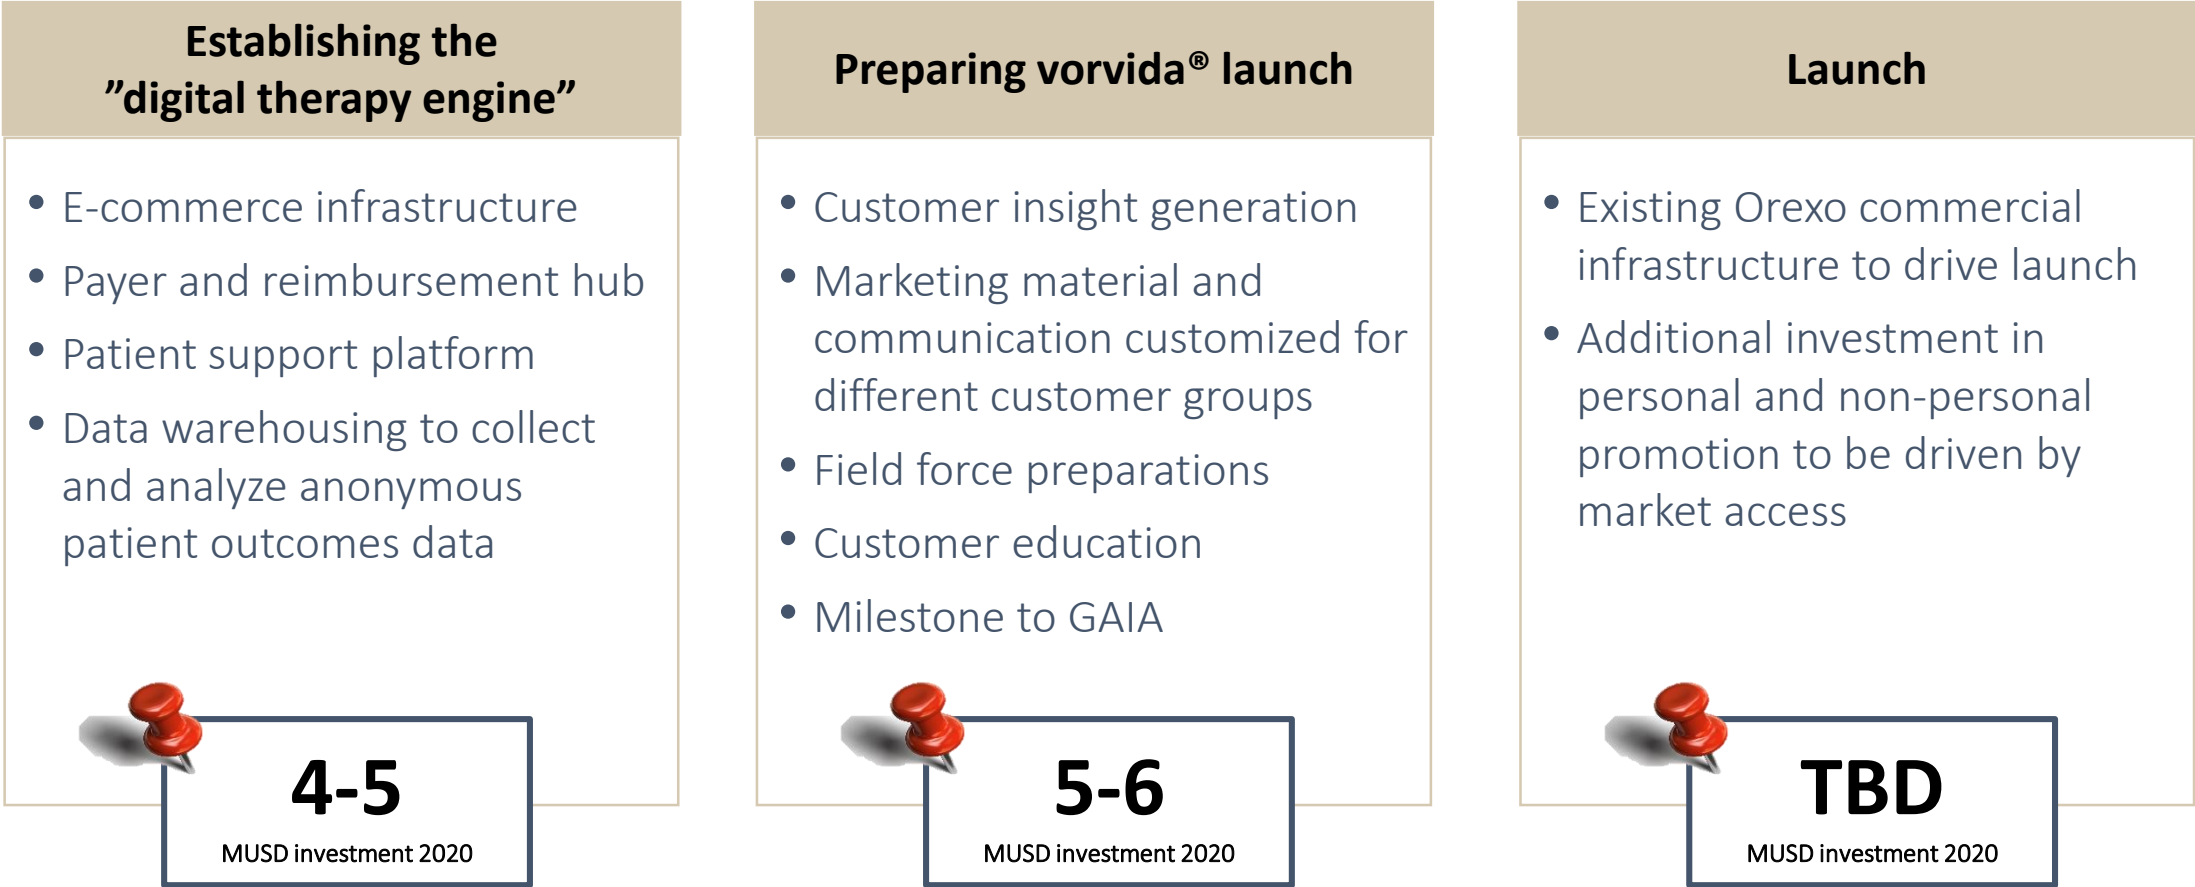 Establishing the
”digital therapy engine”
• E-commerce infrastructure
• Payer and reimbursement hub
• Patient support platform
• Data warehousing to collect
and analyze anonymous
patient outcomes data
4-5
MUSD investment 2020
Preparing vorvida® launch
• Customer insight generation
• Marketing material and
communication customized for
different customer groups
• Field force preparations
• Customer education
• Milestone to GAIA
5-6
MUSD investment 2020
Launch
• Existing Orexo commercial
infrastructure to drive launch
• Additional investment in
personal and non-personal
promotion to be driven by
market access
TBD
MUSD investment 2020